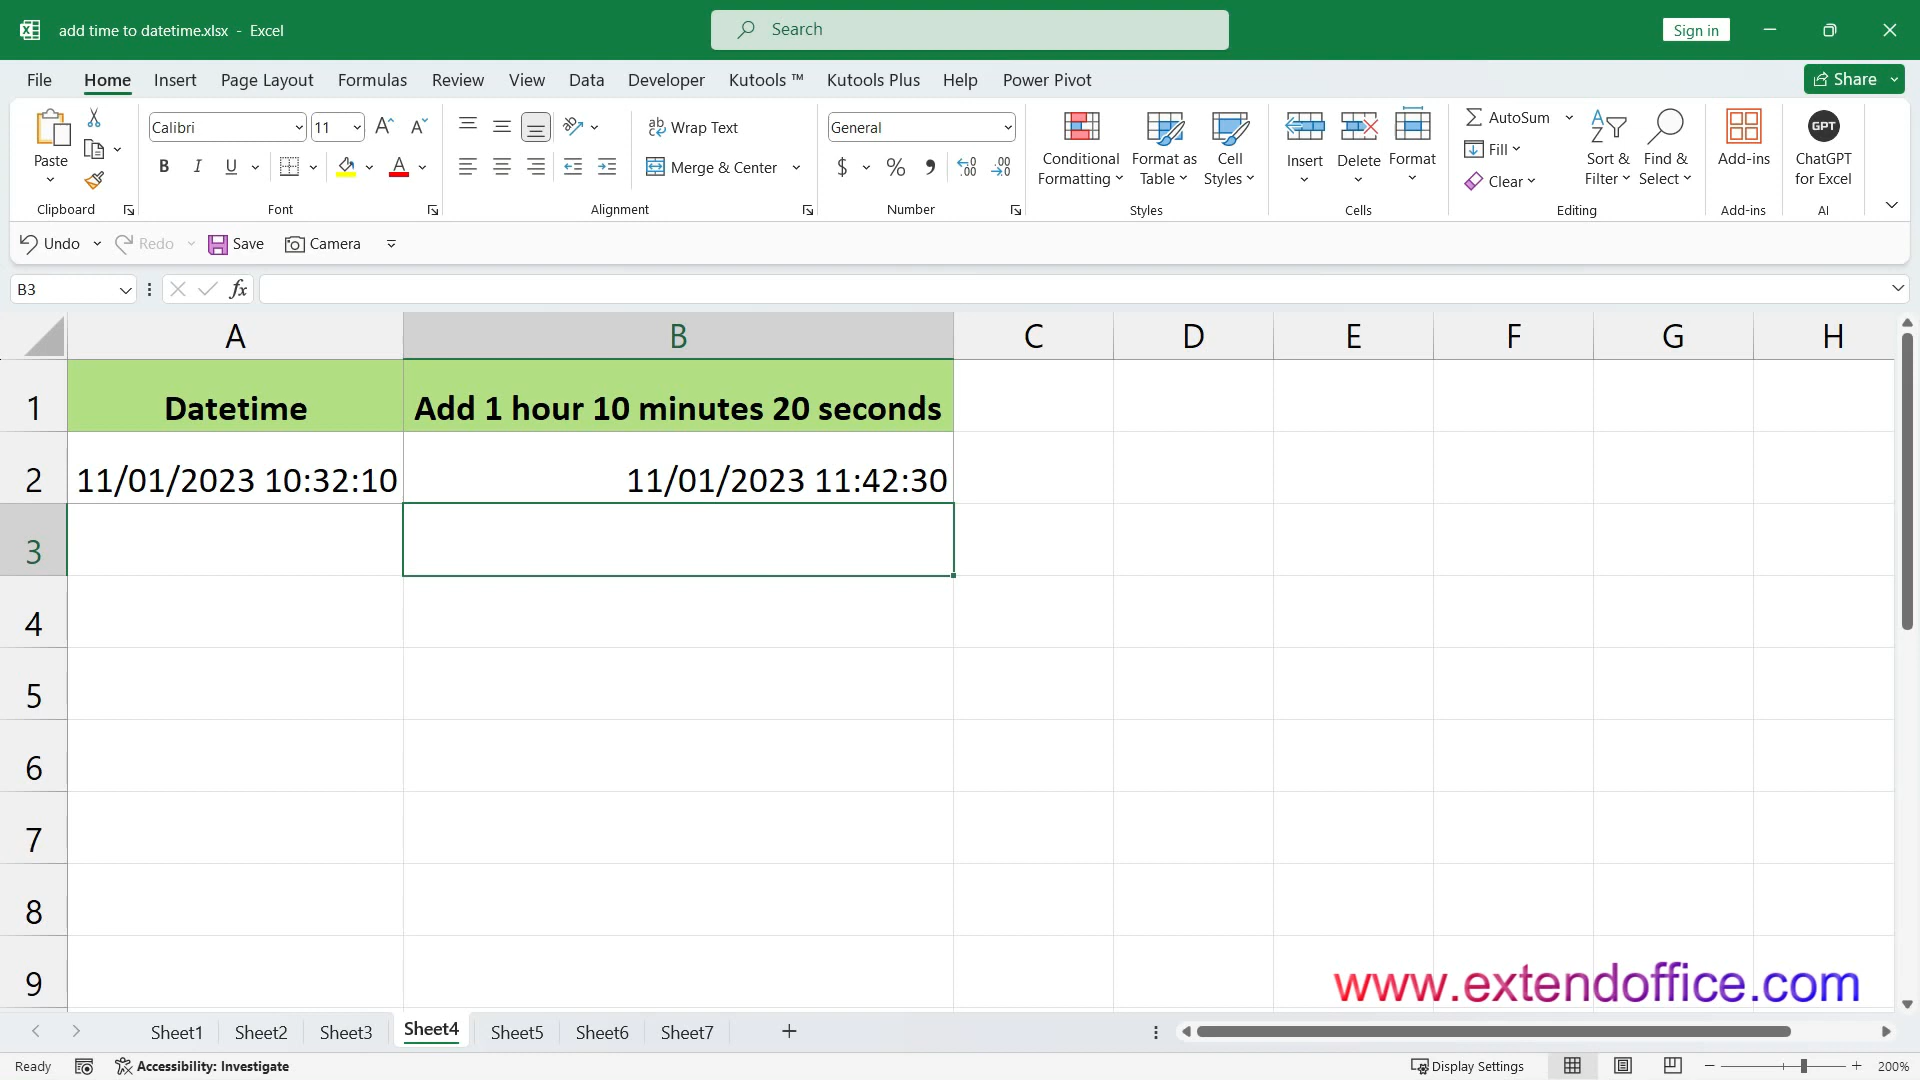 add time to datetime.xlsx - Excel
Search
Sign in
File Home Insert Page Layout Formulas Review View Data Developer Kutools ™ Kutools Plus Help Power Pivot
Share
Paste
Clipboard
Calibri 11
B I U A
Font
Wrap Text
Merge & Center
Alignment
General
$ % 9 .00 .00
Number
Conditional Formatting
Format as Table
Cell Styles
Styles
Insert Delete Format
Cells
AutoSum
Fill
Clear
Sort & Filter
Find & Select
Editing
Add-ins
Add-ins
GPT
ChatGPT for Excel
AI
Undo Redo Save Camera
B3 fx
A B C D E F G H
1 Datetime Add 1 hour 10 minutes 20 seconds
2 11/01/2023 10:32:10 11/01/2023 11:42:30
3
4
5
6
7
8
9
www.extendoffice.com
Sheet1 Sheet2 Sheet3 Sheet4 Sheet5 Sheet6 Sheet7 +
Ready Accessibility: Investigate Display Settings 200%